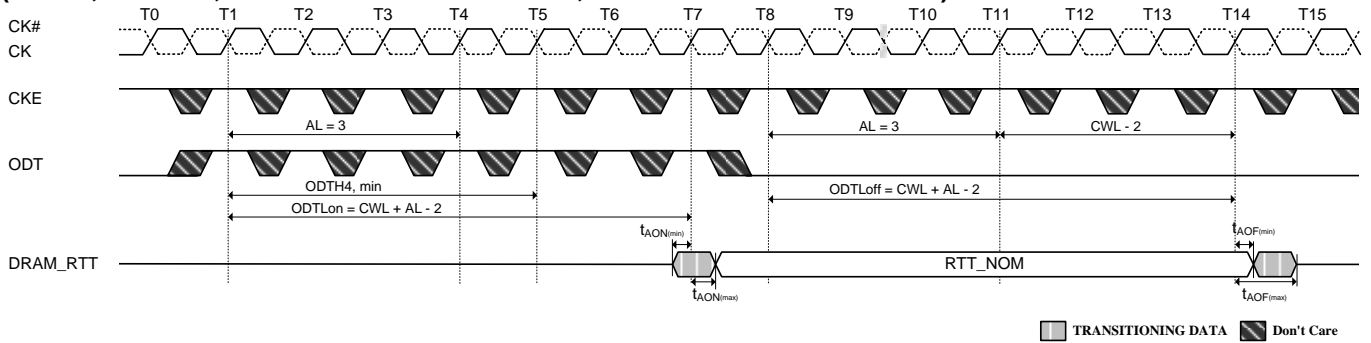 T0 T1 T2 T3 T4 T5 T6 T7 T8 T9 T10 T11 T12 T13 T14 T15
CK#
CK
CKE
AL = 3 AL = 3 CWL - 2
ODT
ODTH4, min ODTLoff = CWL + AL - 2
ODTLon = CWL + AL - 2
tAON(min) tAOF(min)
DRAM_RTT RTT_NOM
tAON(max) tAOF(max)
TRANSITIONING DATA Don't Care